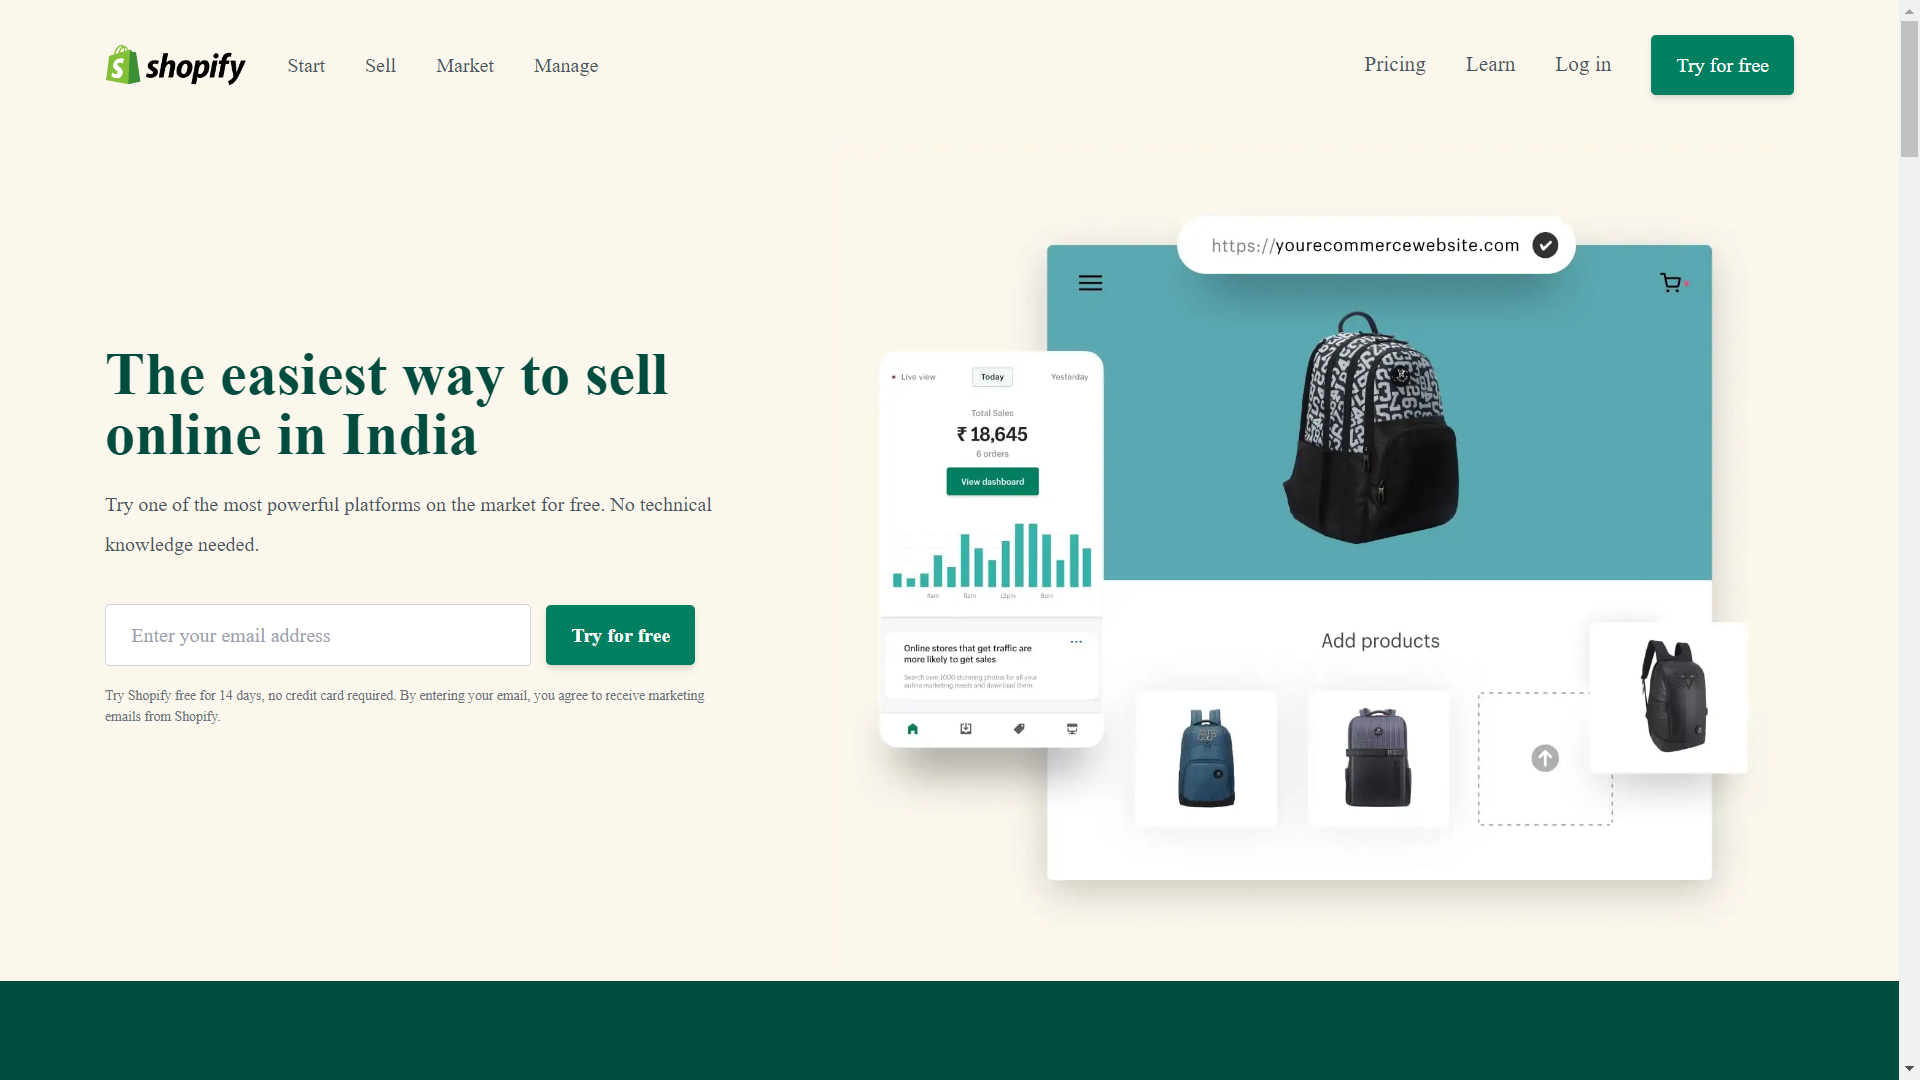 shopify
Start
Sell
Market
Manage
Pricing
Learn
Log in
Try for free
The easiest way to sell
online in India
Try one of the most powerful platforms on the market for free. No technical
knowledge needed.
Enter your email address
Try for free
Try Shopify free for 14 days, no credit card required. By entering your email, you agree to receive marketing
emails from Shopify.
https://yourecommercewebsite.com
Live view
Today
Yesterday
Total Sales
₹ 18,645
6 orders
View dashboard
4am
8am
12pm
8pm
Online stores that get traffic are
more likely to get sales
Search over 1000 stunning photos for all your
online marketing needs and download them.
Add products